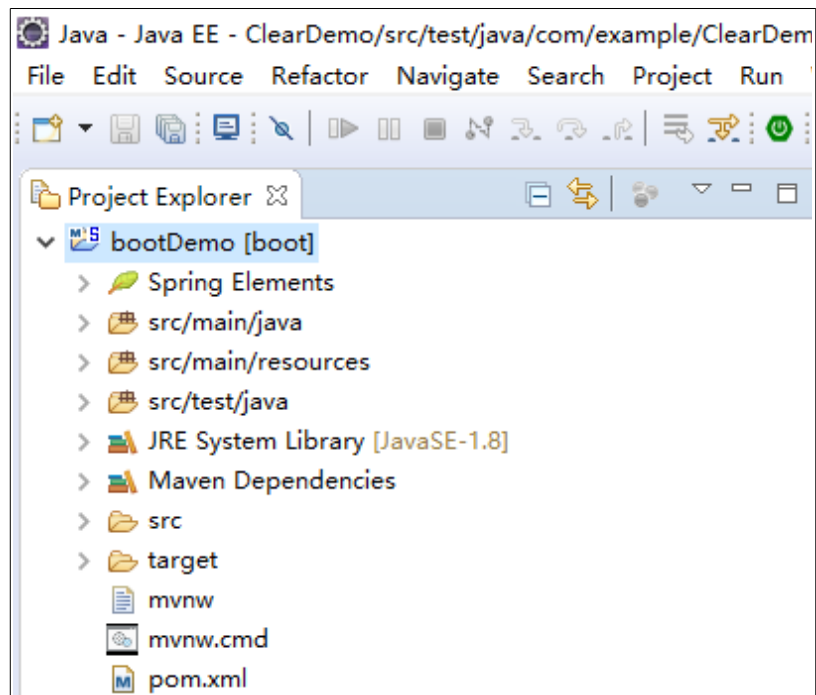 Java - Java EE - ClearDemo/src/test/java/com/example/ClearDem
File Edit Source Refactor Navigate Search Project Run
Project Explorer
bootDemo [boot]
Spring Elements
src/main/java
src/main/resources
src/test/java
JRE System Library [JavaSE-1.8]
Maven Dependencies
src
target
mvnw
mvnw.cmd
pom.xml